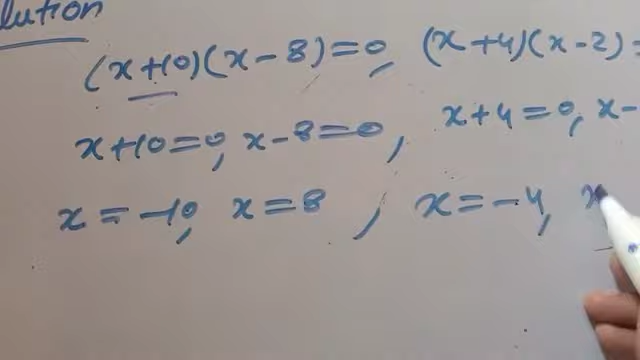 lution
(x+10)(x-8)=0, (x+4)(x-2)=
x+10=0, x-8=0, x+4=0, x-
x=-10, x=8, x=-4, x